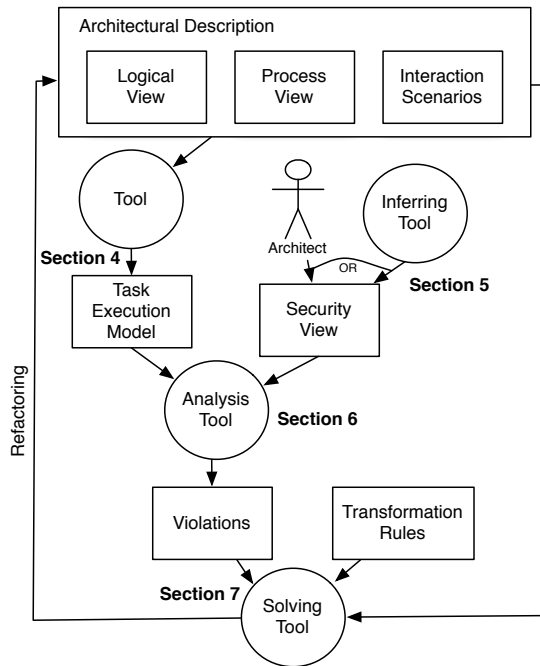 Architectural Description
Logical
View
Process
View
Interaction
Scenarios
Tool
Inferring
Tool
Architect
OR
Section 4
Section 5
Task
Execution
Model
Security
View
Analysis
Tool
Section 6
Refactoring
Violations
Transformation
Rules
Section 7
Solving
Tool